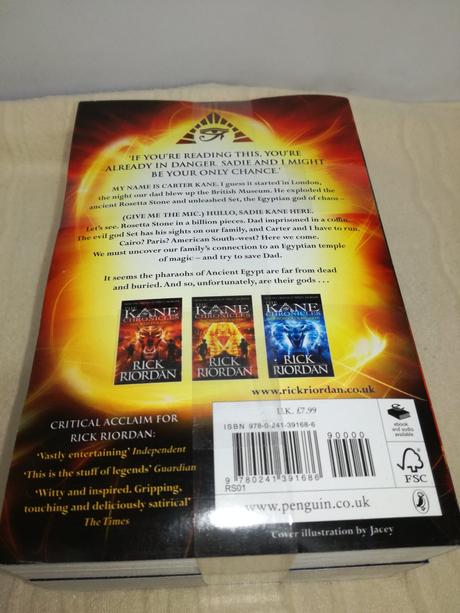 'IF YOU'RE READING THIS, YOU'RE
ALREADY IN DANGER. SADIE AND I MIGHT
BE YOUR ONLY CHANCE.'
MY NAME IS CARTER KANE. I guess it started in London,
the night our dad blew up the British Museum. He exploded the
ancient Rosetta Stone and unleashed Set, the Egyptian god of chaos –
(GIVE ME THE MIC.) HULLO, SADIE KANE HERE.
Let's see. Rosetta Stone in a billion pieces. Dad imprisoned in a coffin.
The evil god Set has his sights on our family, and Carter and I have to run.
Cairo? Paris? American South-west? Here we come.
We must uncover our family's connection to an Egyptian temple
of magic – and try to save Dad.
It seems the pharaohs of Ancient Egypt are far from dead
and buried. And so, unfortunately, are their gods . . .
THE
KANE
CHRONICLES
RICK
RIORDAN
THE
KANE
CHRONICLES
RICK
RIORDAN
THE
KANE
CHRONICLES
RICK
RIORDAN
www.rickriordan.co.uk
CRITICAL ACCLAIM FOR
RICK RIORDAN:
'Vastly entertaining' Independent
'This is the stuff of legends' Guardian
'Witty and inspired. Gripping,
touching and deliciously satirical'
The Times
U.K. £7.99
ISBN 978-0-241-39168-6
90000
9 780241 391686
RS01
www.penguin.co.uk
ebook
and audio
available
FSC
Cover illustration by Jacey